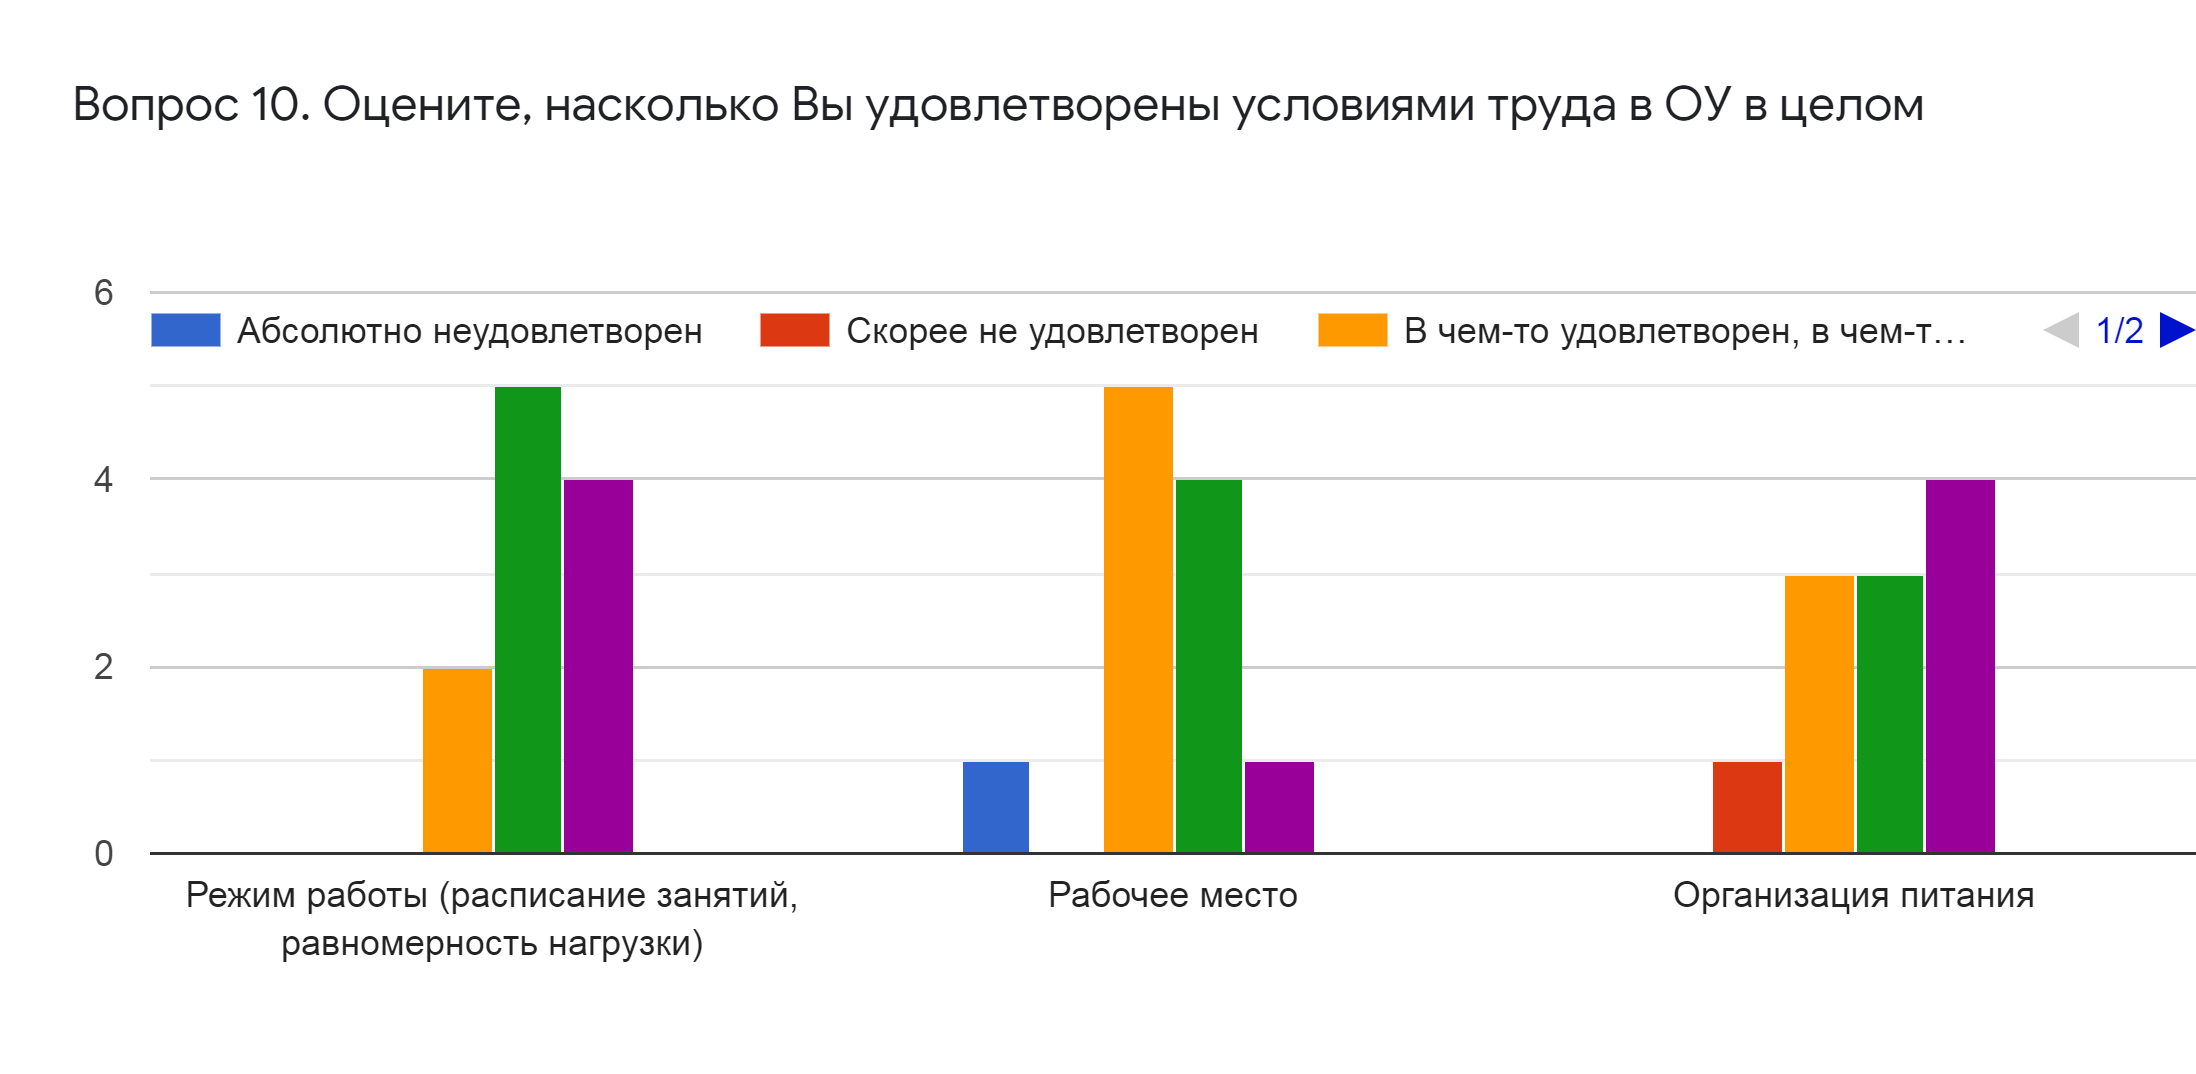 Вопрос 10. Оцените, насколько Вы удовлетворены условиями труда в ОУ в целом
6
Абсолютно неудовлетворен Скорее не удовлетворен В чем-то удовлетворен, в чем-т… 1/2
4
2
0
Режим работы (расписание занятий,
равномерность нагрузки)
Рабочее место
Организация питания